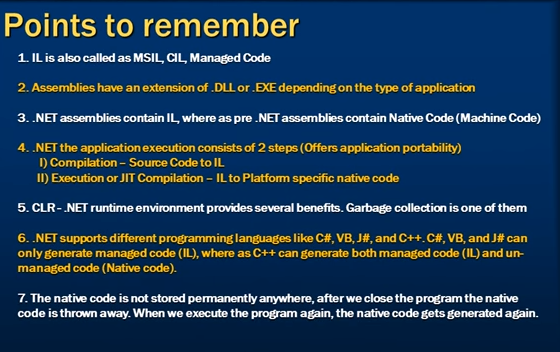 Points to remember
1. IL is also called as MSIL, CIL, Managed Code
2. Assemblies have an extension of .DLL or .EXE depending on the type of application
3. .NET assemblies contain IL, where as pre .NET assemblies contain Native Code (Machine Code)
4. .NET the application execution consists of 2 steps (Offers application portability)
I) Compilation – Source Code to IL
II) Execution or JIT Compilation – IL to Platform specific native code
5. CLR - .NET runtime environment provides several benefits. Garbage collection is one of them
6. .NET supports different programming languages like C#, VB, J#, and C++. C#, VB, and J# can
only generate managed code (IL), where as C++ can generate both managed code (IL) and un-
managed code (Native code).
7. The native code is not stored permanently anywhere, after we close the program the native
code is thrown away. When we execute the program again, the native code gets generated again.